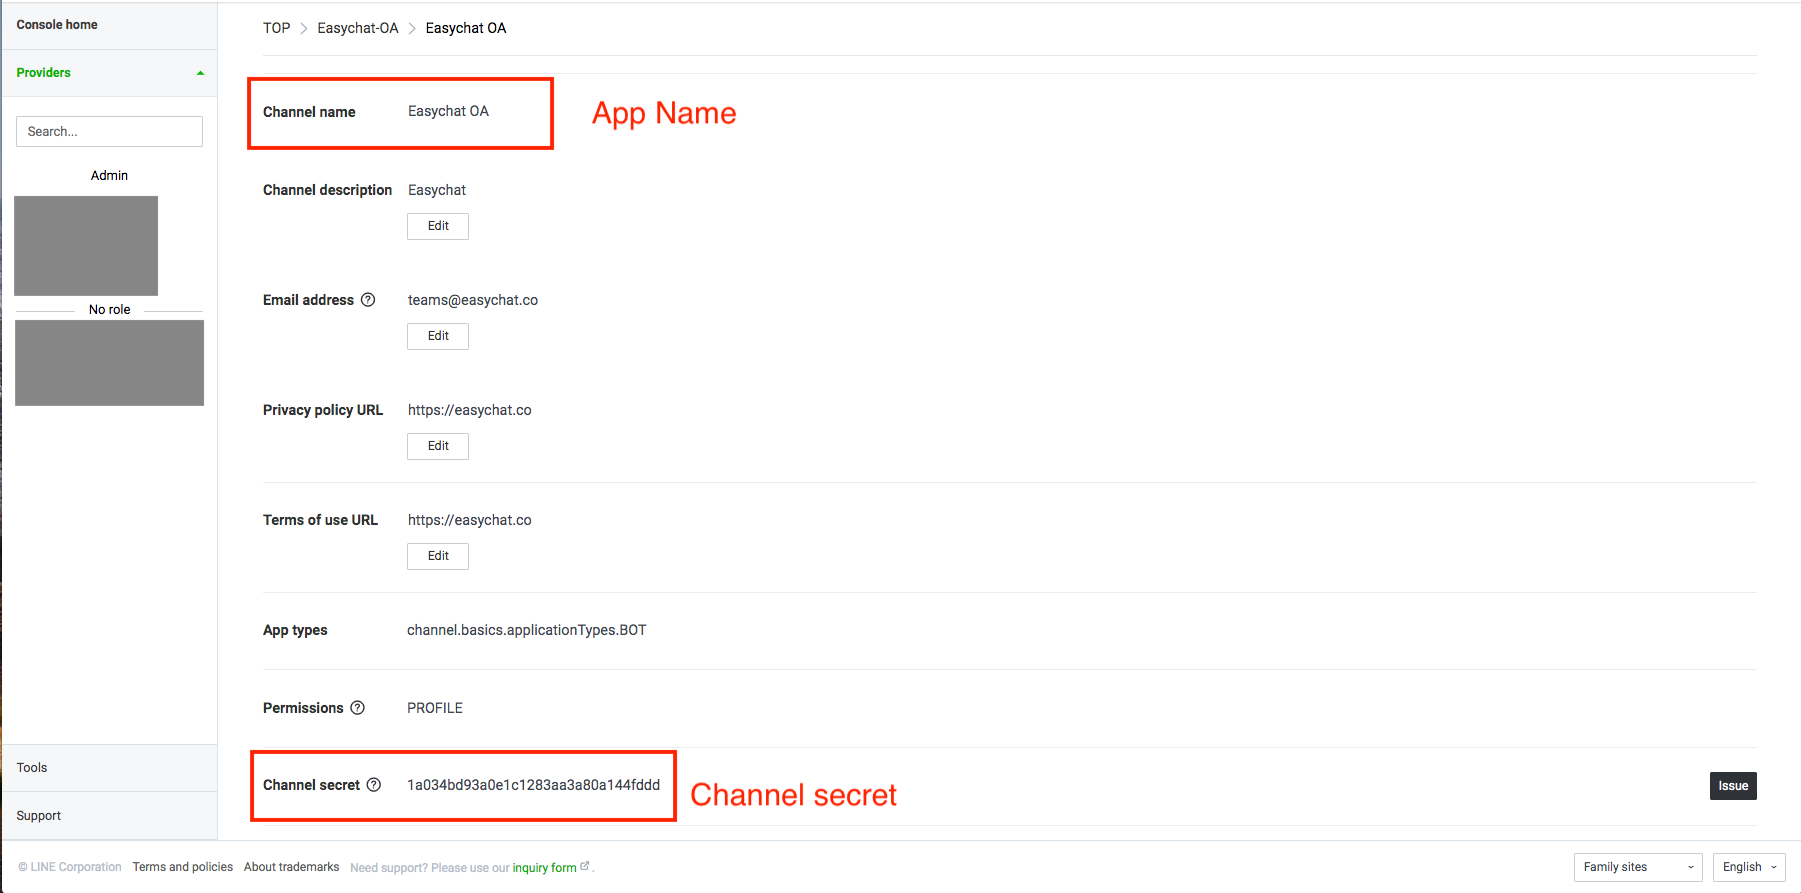 Console home
Providers
Search...
Admin
No role
Tools
Support
TOP > Easychat-OA > Easychat OA
Channel name Easychat OA
App Name
Channel description Easychat
Edit
Email address ? teams@easychat.co
Edit
Privacy policy URL https://easychat.co
Edit
Terms of use URL https://easychat.co
Edit
App types channel.basics.applicationTypes.BOT
Permissions ? PROFILE
Channel secret ? 1a034bd93a0e1c1283aa3a80a144fddd
Channel secret
Issue
© LINE Corporation Terms and policies About trademarks Need support? Please use our inquiry form .
Family sites
English